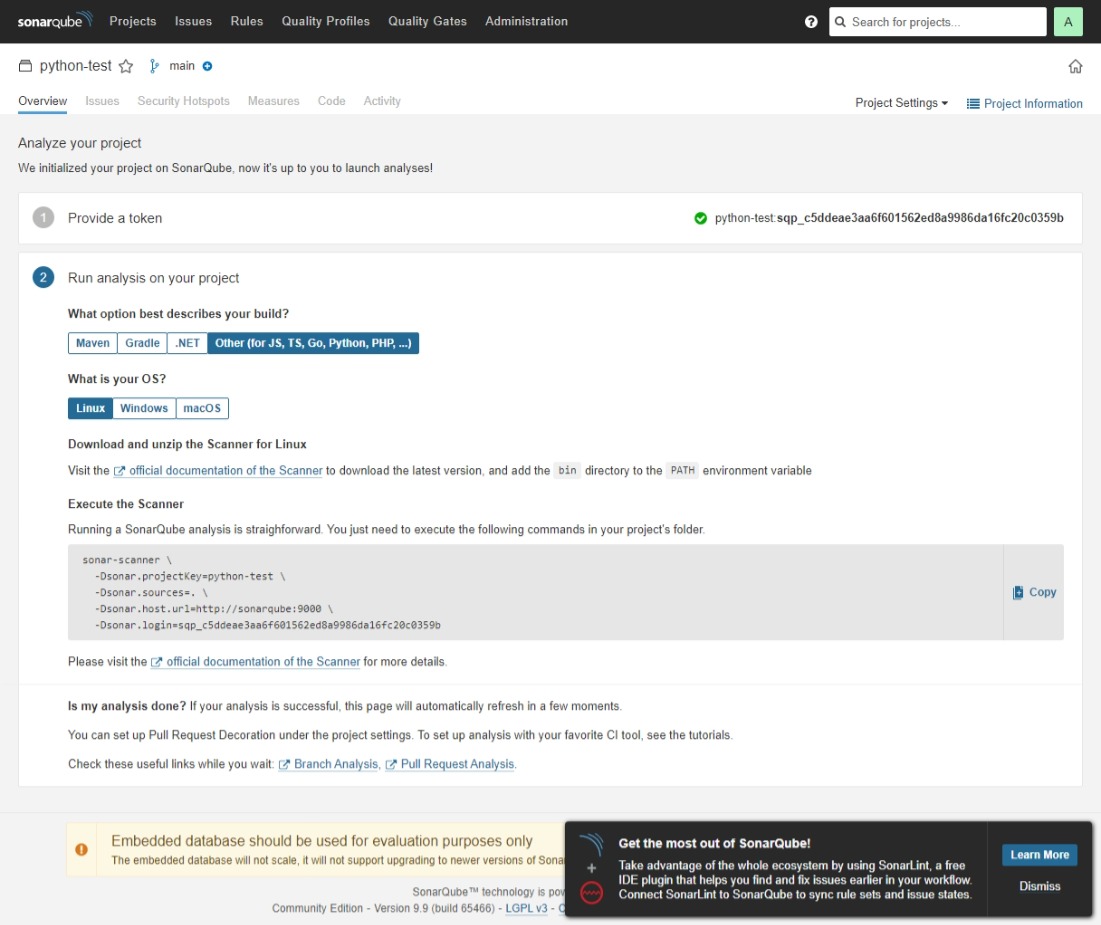 sonarqube Projects Issues Rules Quality Profiles Quality Gates Administration ? Search for projects... A
python-test main
Overview Issues Security Hotspots Measures Code Activity Project Settings Project Information
Analyze your project
We initialized your project on SonarQube, now it's up to you to launch analyses!
1 Provide a token python-test:sqp_c5ddeae3aa6f601562ed8a9986da16fc20c0359b
2 Run analysis on your project
What option best describes your build?
Maven Gradle .NET Other (for JS, TS, Go, Python, PHP, ...)
What is your OS?
Linux Windows macOS
Download and unzip the Scanner for Linux
Visit the official documentation of the Scanner to download the latest version, and add the bin directory to the PATH environment variable
Execute the Scanner
Running a SonarQube analysis is straighforward. You just need to execute the following commands in your project's folder.
sonar-scanner \
-Dsonar.projectKey=python-test \
-Dsonar.sources=. \
-Dsonar.host.url=http://sonarqube:9000 \
-Dsonar.login=sqp_c5ddeae3aa6f601562ed8a9986da16fc20c0359b
Copy
Please visit the official documentation of the Scanner for more details.
Is my analysis done? If your analysis is successful, this page will automatically refresh in a few moments.
You can set up Pull Request Decoration under the project settings. To set up analysis with your favorite CI tool, see the tutorials.
Check these useful links while you wait: Branch Analysis, Pull Request Analysis.
Embedded database should be used for evaluation purposes only
The embedded database will not scale, it will not support upgrading to newer versions of
SonarQube™ technology is
Community Edition - Version 9.9 (build 65466) - LGPL v3 -
Get the most out of SonarQube!
Take advantage of the whole ecosystem by using SonarLint, a free
IDE plugin that helps you find and fix issues earlier in your workflow.
Connect SonarLint to SonarQube to sync rule sets and issue states.
Learn More
Dismiss